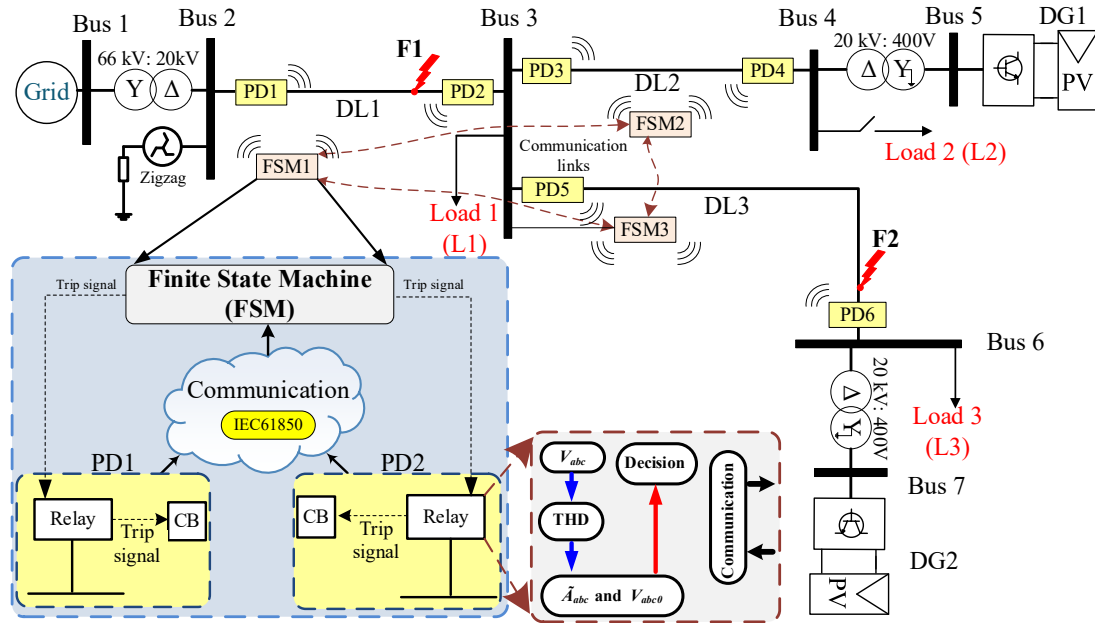 Bus 1
Bus 2
Bus 3
Bus 4
Bus 5
DG1
66 kV: 20kV
F1
20 kV: 400V
Grid
Y
Δ
PD1
PD2
PD3
PD4
Δ
Y
PV
DL1
DL2
Zigzag
FSM1
FSM2
Communication
links
Load 2 (L2)
PD5
DL3
Load 1
(L1)
FSM3
F2
Finite State Machine
(FSM)
Trip signal
Trip signal
PD6
Bus 6
Communication
IEC61850
20 kV: 400V
Δ
Y
Load 3
(L3)
PD1
PD2
Bus 7
Relay
CB
Trip
signal
CB
Relay
Trip
signal
Vabc
Decision
THD
Ãabc and Vabc0
Communication
DG2
PV